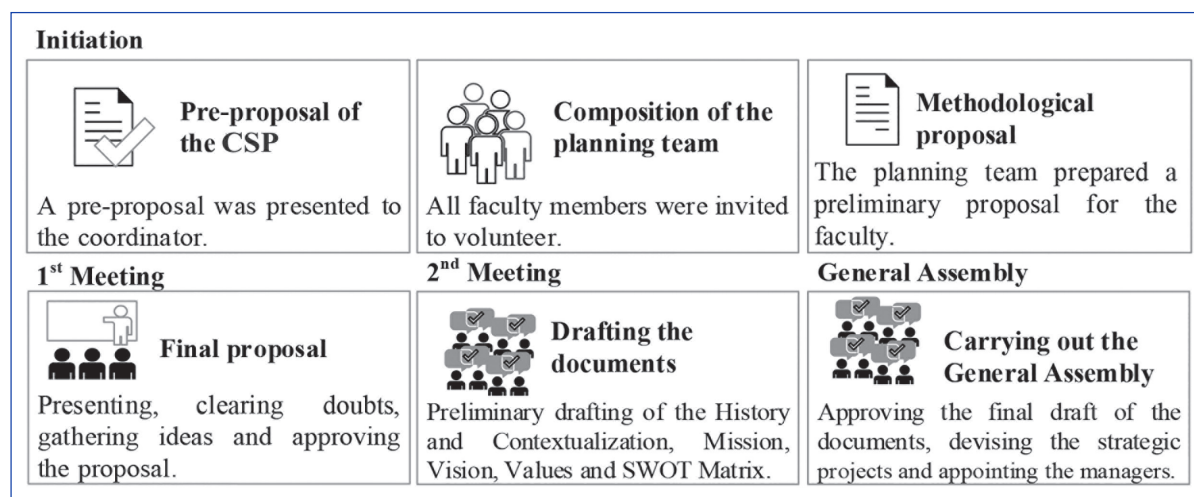 Initiation
Pre-proposal of
the CSP
A pre-proposal was presented to
the coordinator.
Composition of the
planning team
All faculty members were invited
to volunteer.
Methodological
proposal
The planning team prepared a
preliminary proposal for the
faculty.
1st Meeting
Final proposal
Presenting, clearing doubts,
gathering ideas and approving
the proposal.
2nd Meeting
Drafting the
documents
Preliminary drafting of the History
and Contextualization, Mission,
Vision, Values and SWOT Matrix.
General Assembly
Carrying out the
General Assembly
Approving the final draft of the
documents, devising the strategic
projects and appointing the managers.